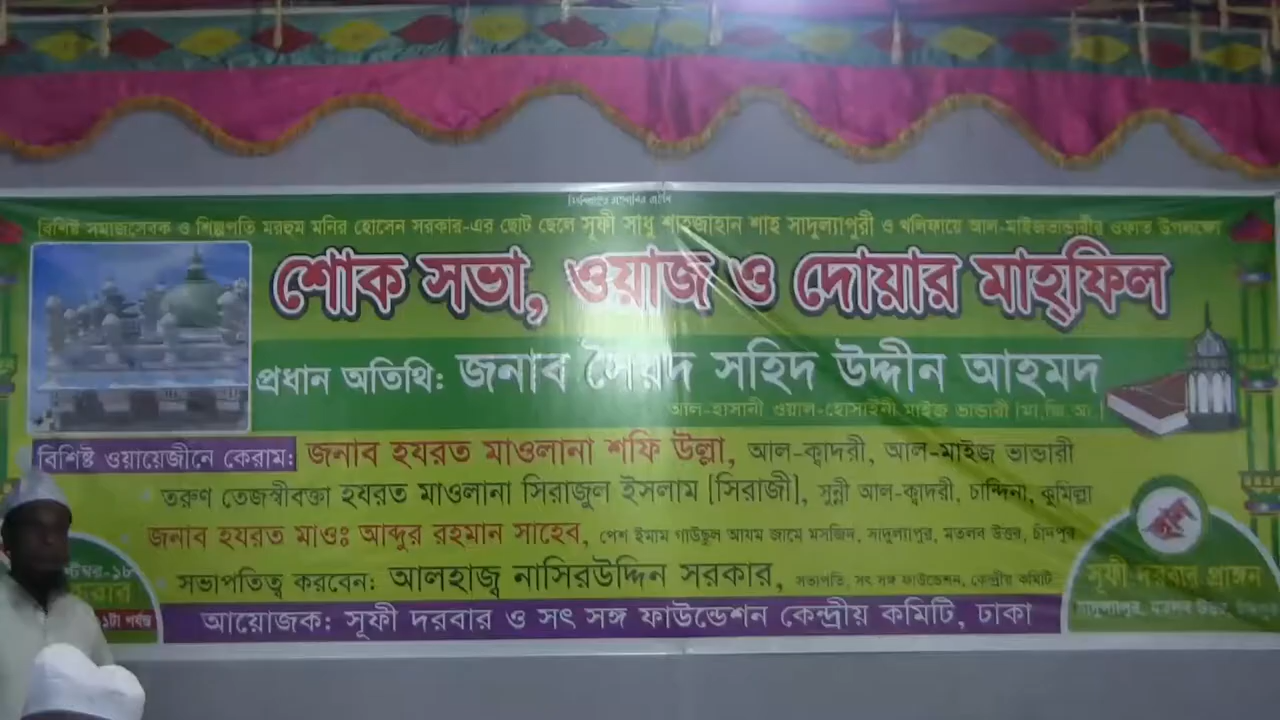 বিশিষ্ট সমাজসেবক ও শিল্পপতি মরহুম মনির হোসেন সরকার-এর ছোট ছেলে সূফী সাধু শাহজাহান শাহ সাদুল্যাপুরী ও খলিফায়ে আল-মাইজভান্ডারীর ওফাত উপলক্ষ্যে
শোক সভা, ওয়াজ ও দোয়ার মাহ্‌ফিল
প্রধান অতিথি: জনাব সৈয়দ সহিদ উদ্দীন আহমদ
আল-হাসানী ওয়াল-হোসাইনী মাইজ ভান্ডারী [মা.জি.আ.]
বিশিষ্ট ওয়ায়েজীনে কেরাম: জনাব হযরত মাওলানা শফি উল্লা, আল-ক্বাদরী, আল-মাইজ ভান্ডারী
তরুণ তেজস্বীবক্তা হযরত মাওলানা সিরাজুল ইসলাম [সিরাজী], সুন্নী আল-ক্বাদরী, চান্দিনা, কুমিল্লা
জনাব হযরত মাওঃ আব্দুর রহমান সাহেব, পেশ ইমাম গাউছুল আযম জামে মসজিদ, সাদুল্যাপুর, মতলব উত্তর, চাঁদপুর
সভাপতিত্ব করবেন: আলহাজ্ব নাসিরউদ্দিন সরকার, সভাপতি, সৎ সঙ্গ ফাউন্ডেশন, কেন্দ্রীয় কমিটি
আয়োজক: সূফী দরবার ও সৎ সঙ্গ ফাউন্ডেশন কেন্দ্রীয় কমিটি, ঢাকা
স্থান
সূফী দরবার প্রাঙ্গন
সাদুল্যাপুর, মতলব উত্তর, চাঁদপুর